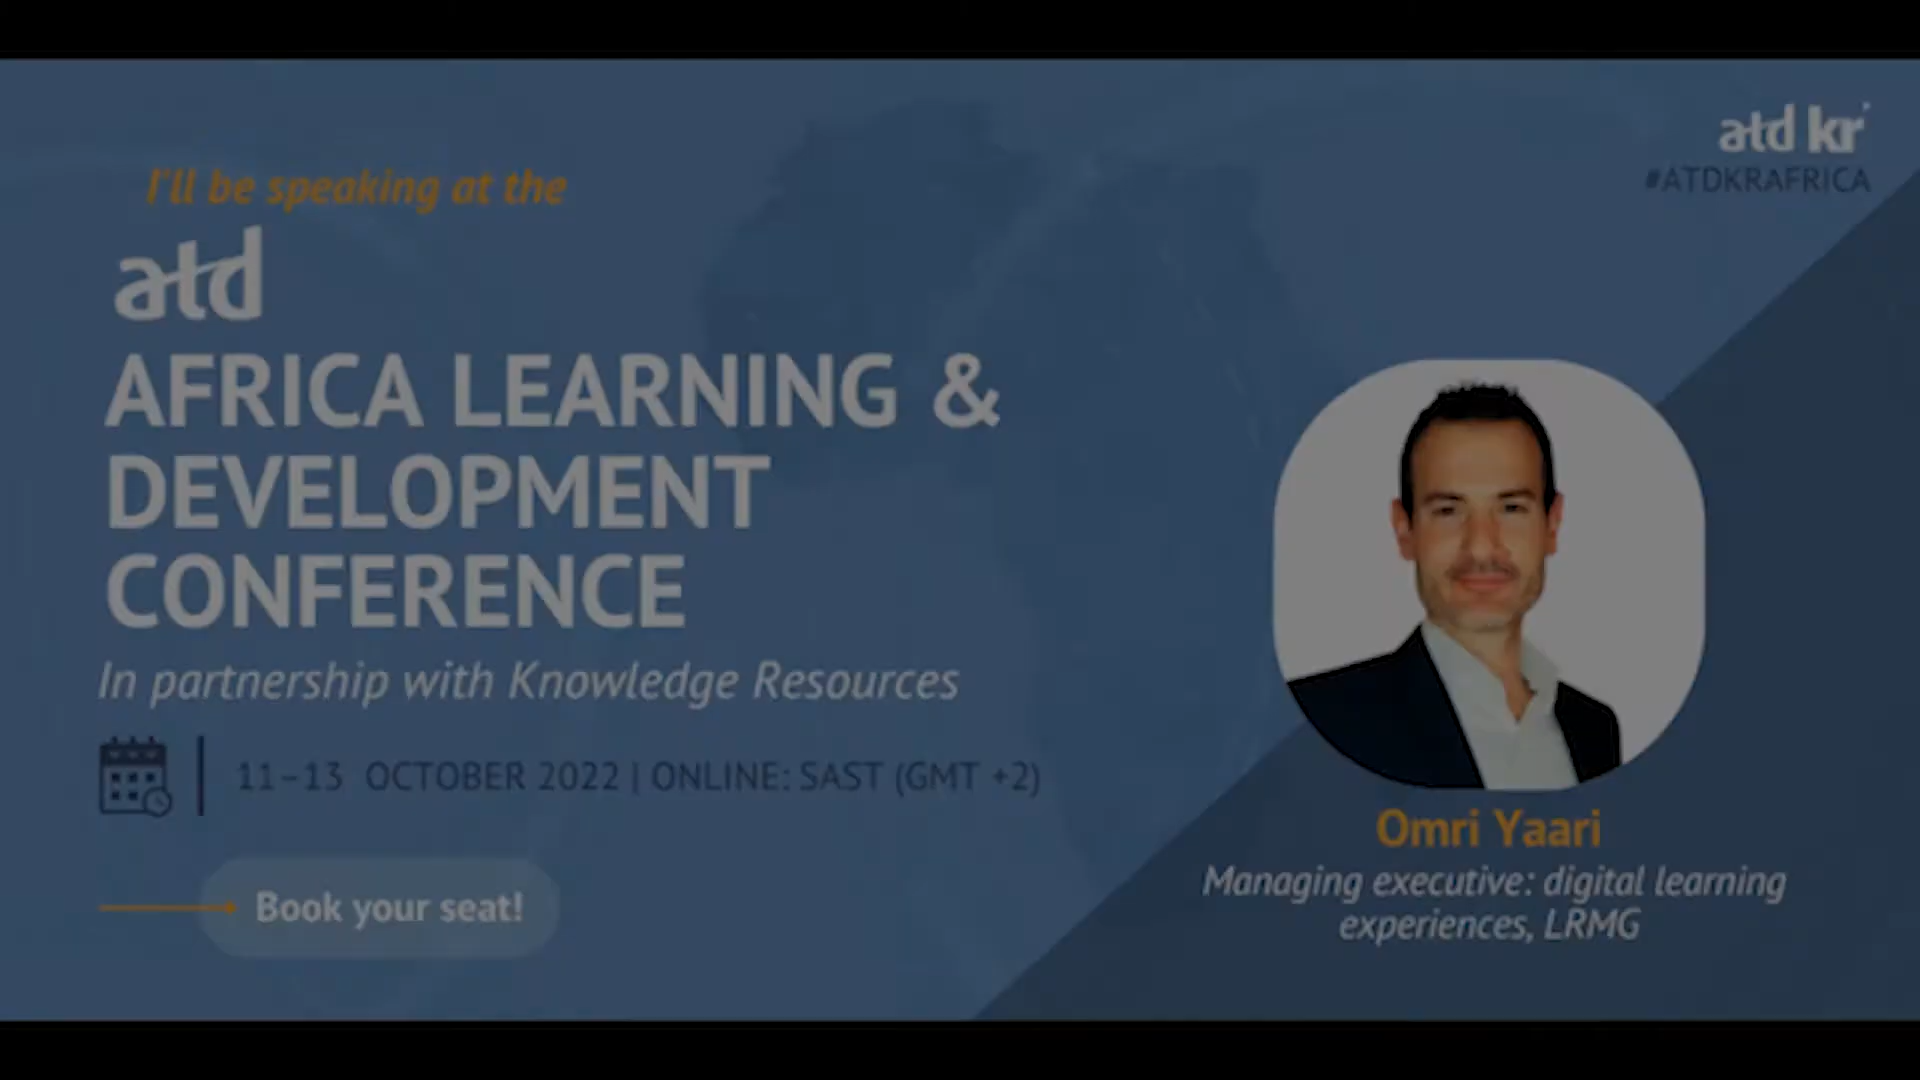 atd kr
#ATDKRAFRICA
I'll be speaking at the
atd
AFRICA LEARNING &
DEVELOPMENT
CONFERENCE
In partnership with Knowledge Resources
11–13 OCTOBER 2022 | ONLINE: SAST (GMT +2)
Book your seat!
Omri Yaari
Managing executive: digital learning
experiences, LRMG